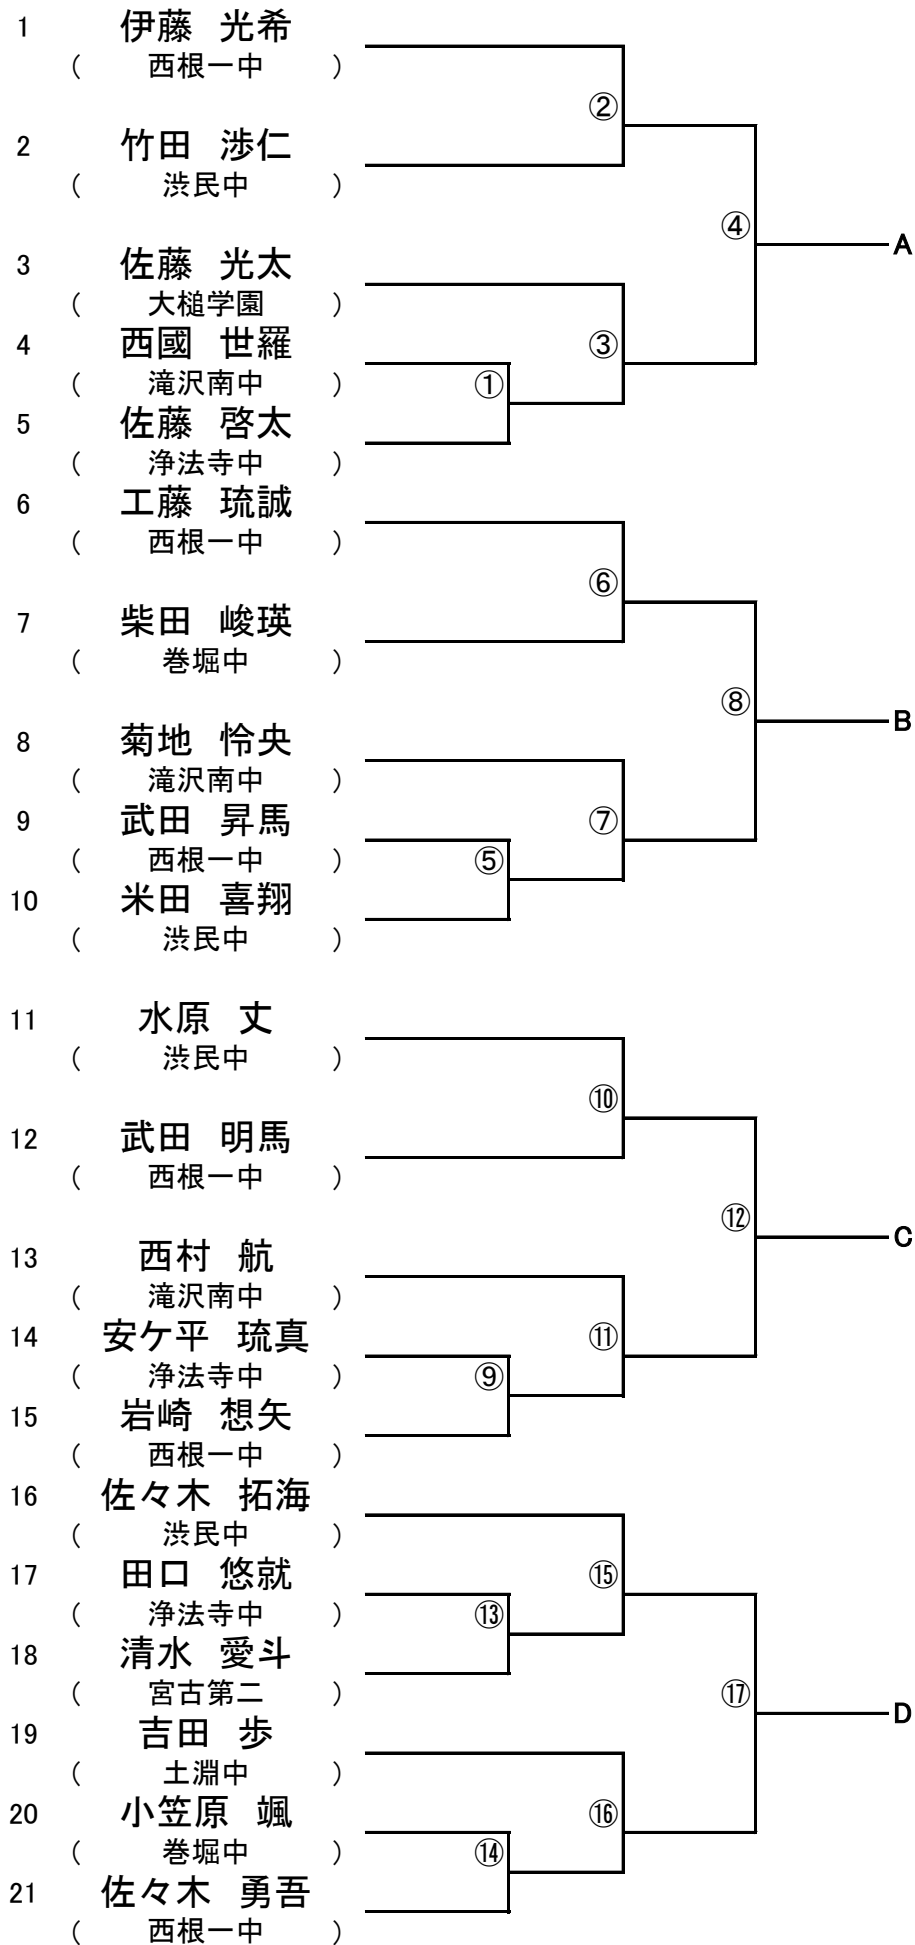 1 伊藤 光希
( 西根一中 )
②
2 竹田 渉仁
( 渋民中 )
④
A
3 佐藤 光太
( 大槌学園 )
4 西國 世羅
③
( 滝沢南中 )
①
5 佐藤 啓太
( 浄法寺中 )
6 工藤 琉誠
( 西根一中 )
⑥
7 柴田 峻瑛
( 巻堀中 )
⑧
B
8 菊地 怜央
( 滝沢南中 )
9 武田 昇馬
⑦
( 西根一中 )
⑤
10 米田 喜翔
( 渋民中 )
11 水原 丈
( 渋民中 )
⑩
12 武田 明馬
( 西根一中 )
⑫
C
13 西村 航
( 滝沢南中 )
14 安ケ平 琉真
⑪
( 浄法寺中 )
⑨
15 岩崎 想矢
( 西根一中 )
16 佐々木 拓海
( 渋民中 )
17 田口 悠就
⑮
( 浄法寺中 )
⑬
18 清水 愛斗
( 宮古第二 )
⑰
D
19 吉田 歩
( 土淵中 )
20 小笠原 颯
⑯
( 巻堀中 )
⑭
21 佐々木 勇吾
( 西根一中 )